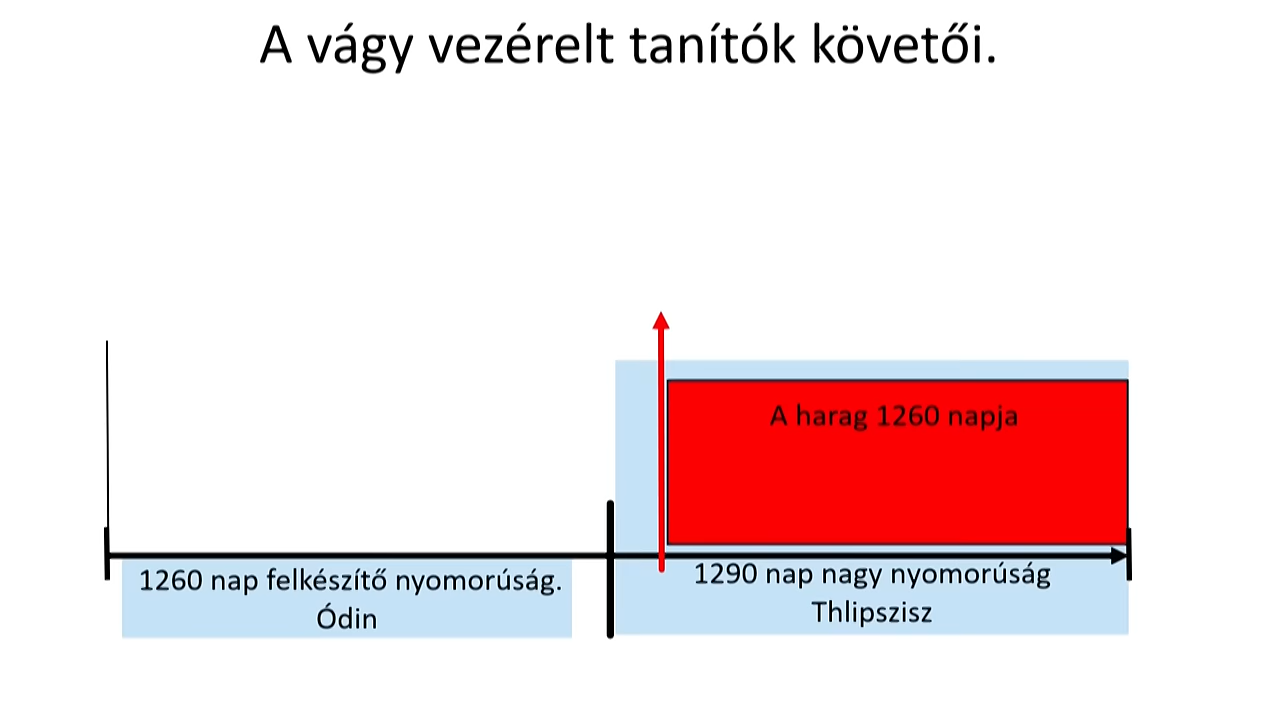 A vágy vezérelt tanítók követői.
A harag 1260 napja
1260 nap felkészítő nyomorúság.
Ódin
1290 nap nagy nyomorúság
Thlipszisz